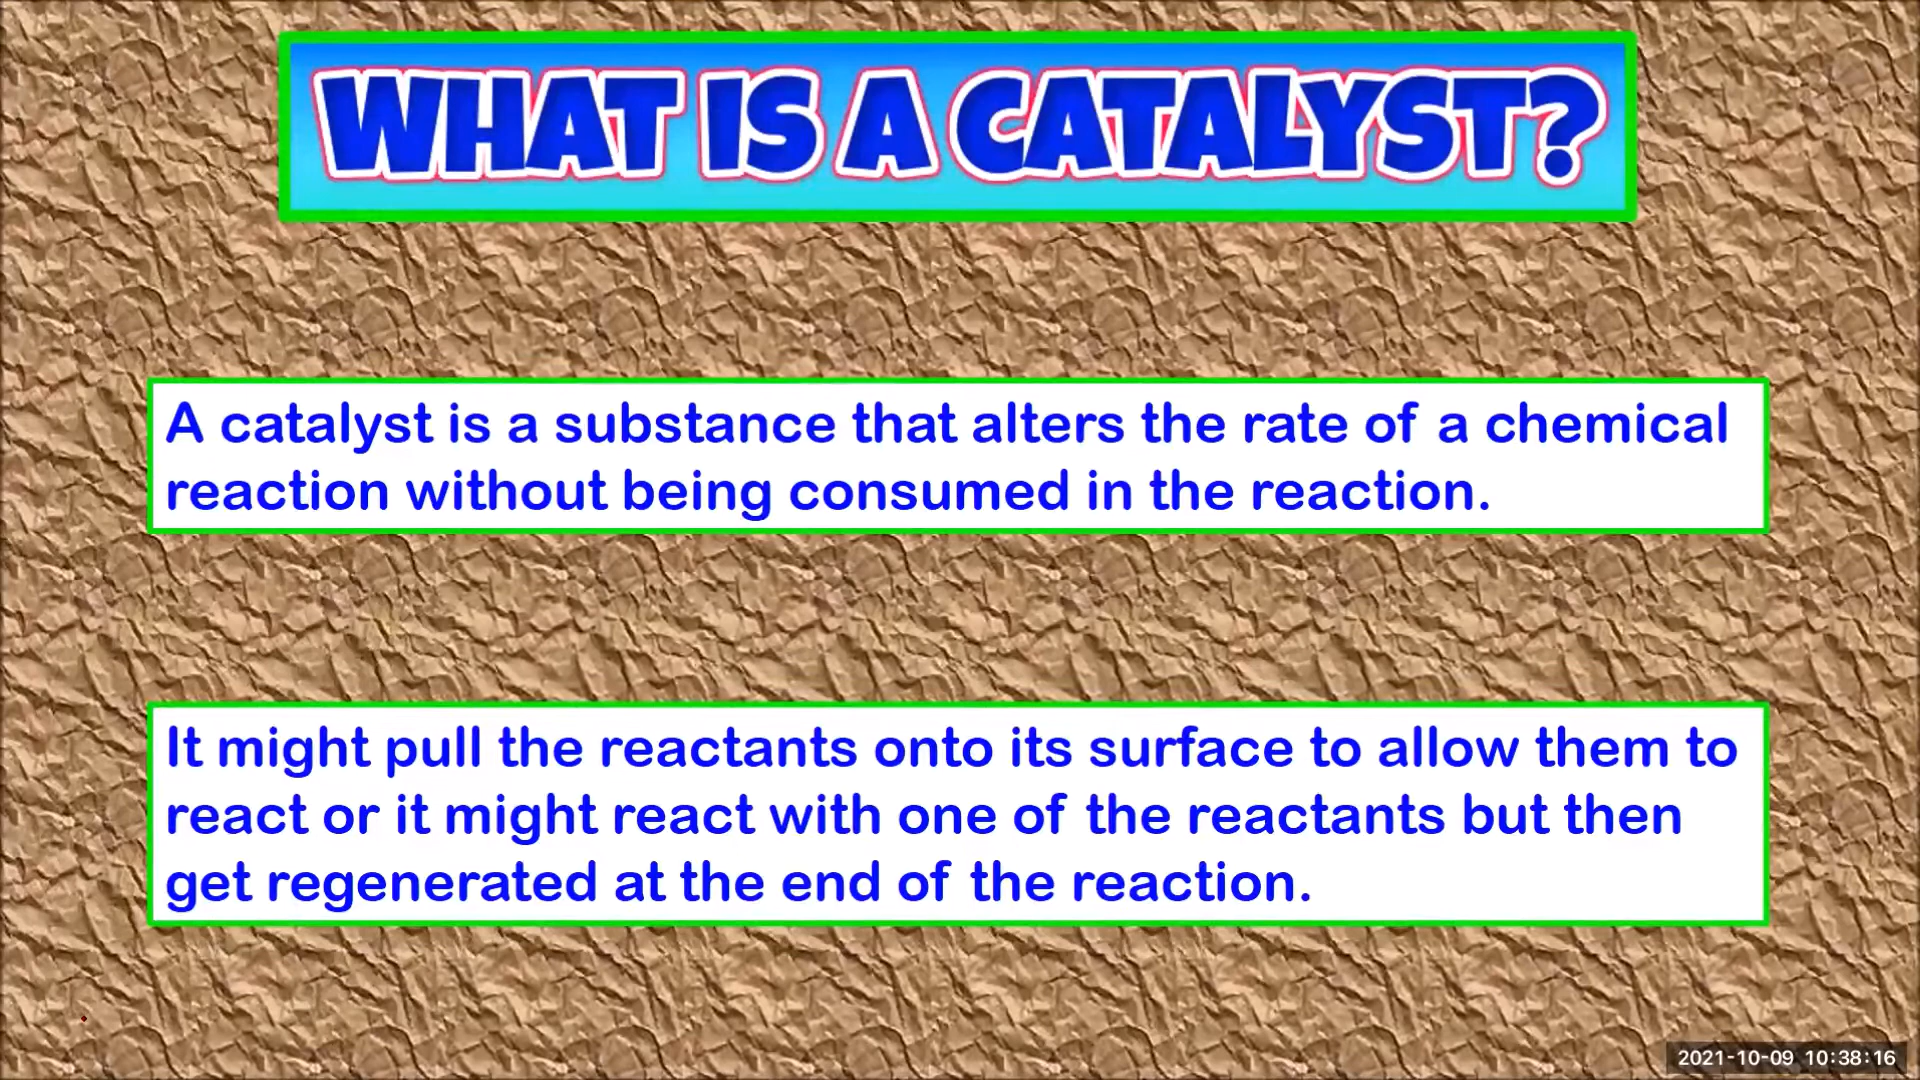 WHAT IS A CATALYST?
A catalyst is a substance that alters the rate of a chemical
reaction without being consumed in the reaction.
It might pull the reactants onto its surface to allow them to
react or it might react with one of the reactants but then
get regenerated at the end of the reaction.
2021-10-09 10:38:16